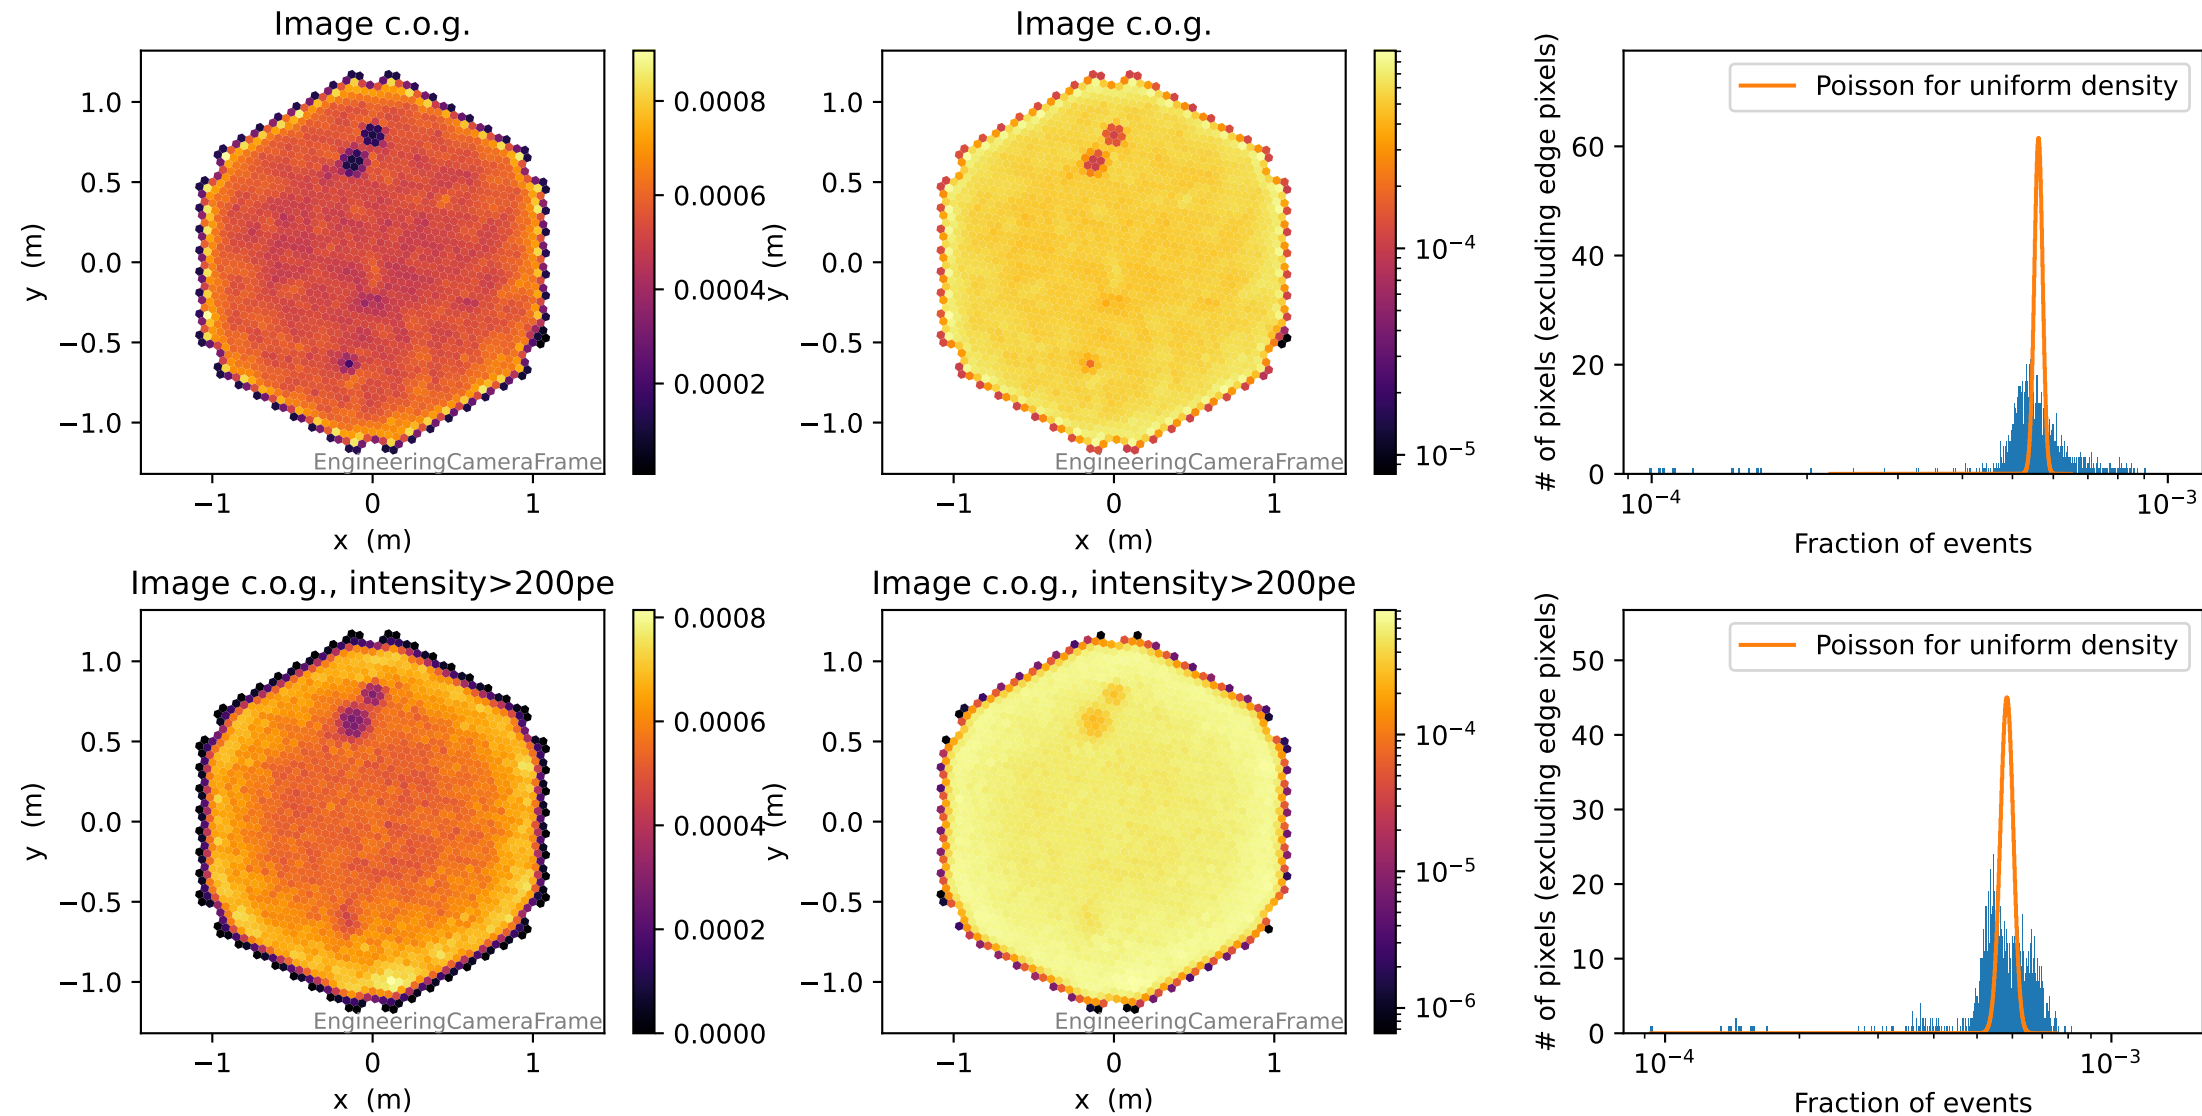 Image c.o.g.
y (m)
1.0
0.5
0.0
−0.5
−1.0
EngineeringCameraFrame
−1 0 1
x (m)
0.0008
0.0006
0.0004
0.0002
Image c.o.g.
y (m)
1.0
0.5
0.0
−0.5
−1.0
EngineeringCameraFrame
−1 0 1
x (m)
10⁻⁴
10⁻⁵
# of pixels (excluding edge pixels)
60
40
20
0
Poisson for uniform density
10⁻⁴ 10⁻³
Fraction of events
Image c.o.g., intensity>200pe
y (m)
1.0
0.5
0.0
−0.5
−1.0
EngineeringCameraFrame
−1 0 1
x (m)
0.0008
0.0006
0.0004
0.0002
0.0000
Image c.o.g., intensity>200pe
y (m)
1.0
0.5
0.0
−0.5
−1.0
EngineeringCameraFrame
−1 0 1
x (m)
10⁻⁴
10⁻⁵
10⁻⁶
# of pixels (excluding edge pixels)
50
40
30
20
10
0
Poisson for uniform density
10⁻⁴ 10⁻³
Fraction of events